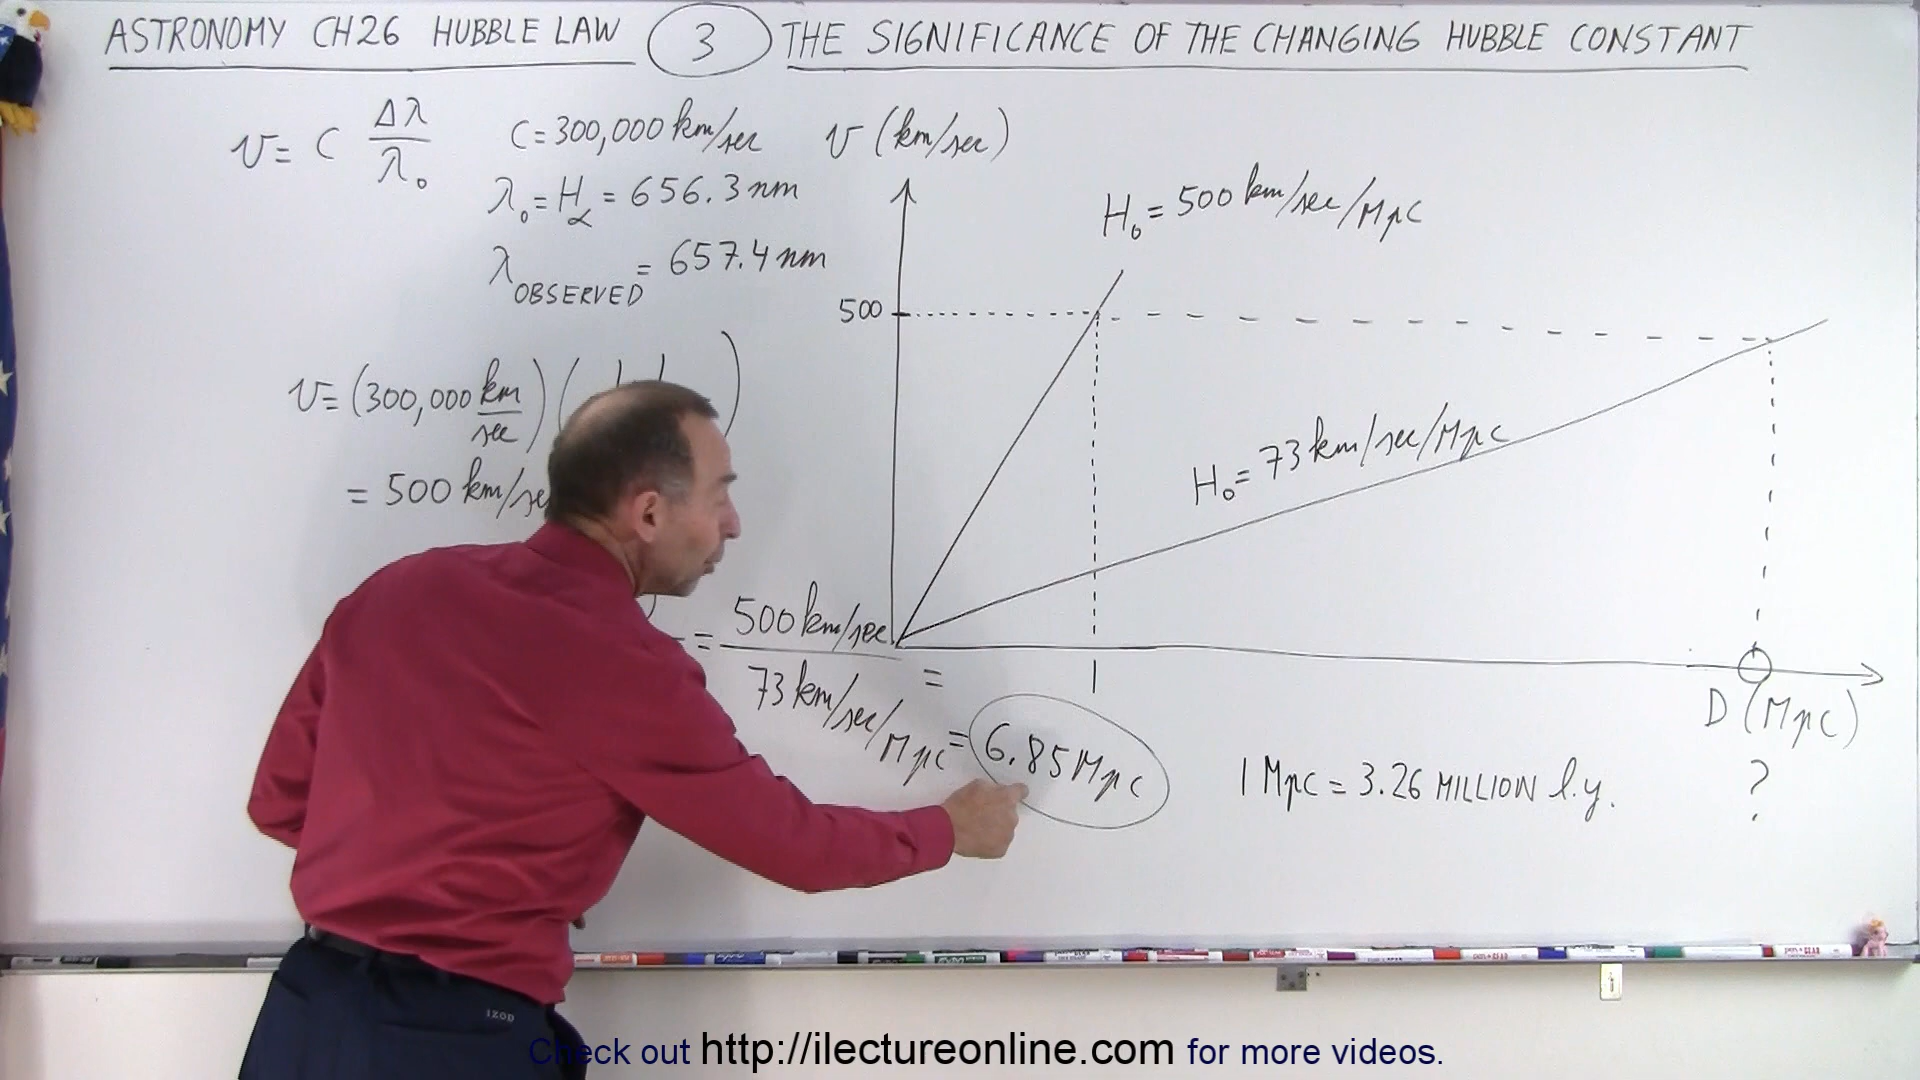 ASTRONOMY CH26 HUBBLE LAW 3 THE SIGNIFICANCE OF THE CHANGING HUBBLE CONSTANT
v = c Δλ/λ₀
c = 300,000 km/sec
λ₀ = Hα = 656.3 nm
λ OBSERVED = 657.4 nm
v = (300,000 km/sec) (
= 500 km/se
= 500 km/sec / 73 km/sec/Mpc =
= 6.85 Mpc
v (km/sec)
H₀ = 500 km/sec/Mpc
500
H₀ = 73 km/sec/Mpc
1
D (Mpc)
?
1 Mpc = 3.26 MILLION l.y.
IZOD
Check out http://ilectureonline.com for more videos.